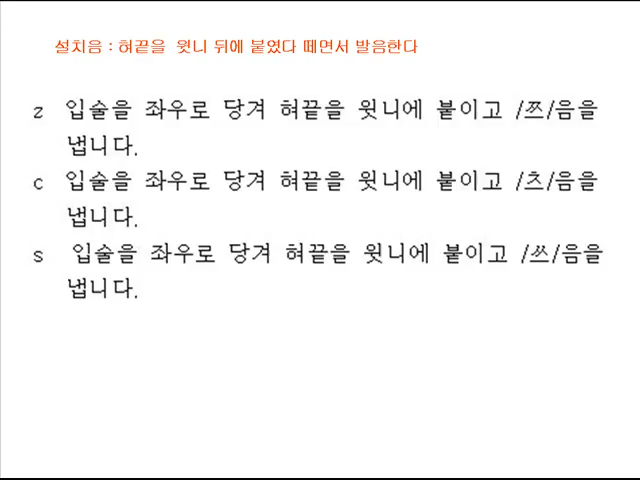 설치음 : 혀끝을 윗니 뒤에 붙였다 떼면서 발음한다
z 입술을 좌우로 당겨 혀끝을 윗니에 붙이고 /쯔/음을
냅니다.
c 입술을 좌우로 당겨 혀끝을 윗니에 붙이고 /츠/음을
냅니다.
s 입술을 좌우로 당겨 혀끝을 윗니에 붙이고 /쓰/음을
냅니다.